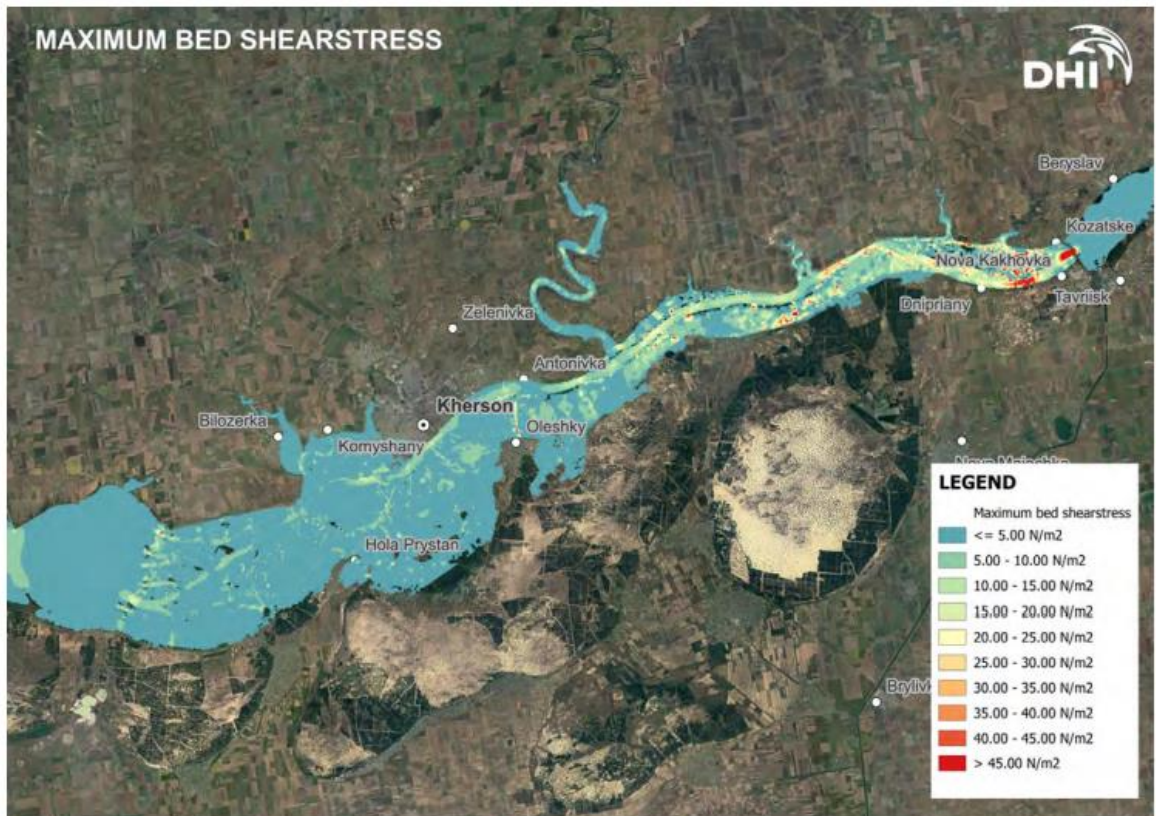 MAXIMUM BED SHEARSTRESS
DHI
Beryslav
Kozatske
Nova Kakhovka
Dnipriany
Tavriisk
Zelenivka
Antonivka
Kherson
Bilozerka
Komyshany
Oleshky
Hola Prystan
LEGEND
Maximum bed shearstress
<= 5.00 N/m2
5.00 - 10.00 N/m2
10.00 - 15.00 N/m2
15.00 - 20.00 N/m2
20.00 - 25.00 N/m2
25.00 - 30.00 N/m2
30.00 - 35.00 N/m2
35.00 - 40.00 N/m2
40.00 - 45.00 N/m2
> 45.00 N/m2